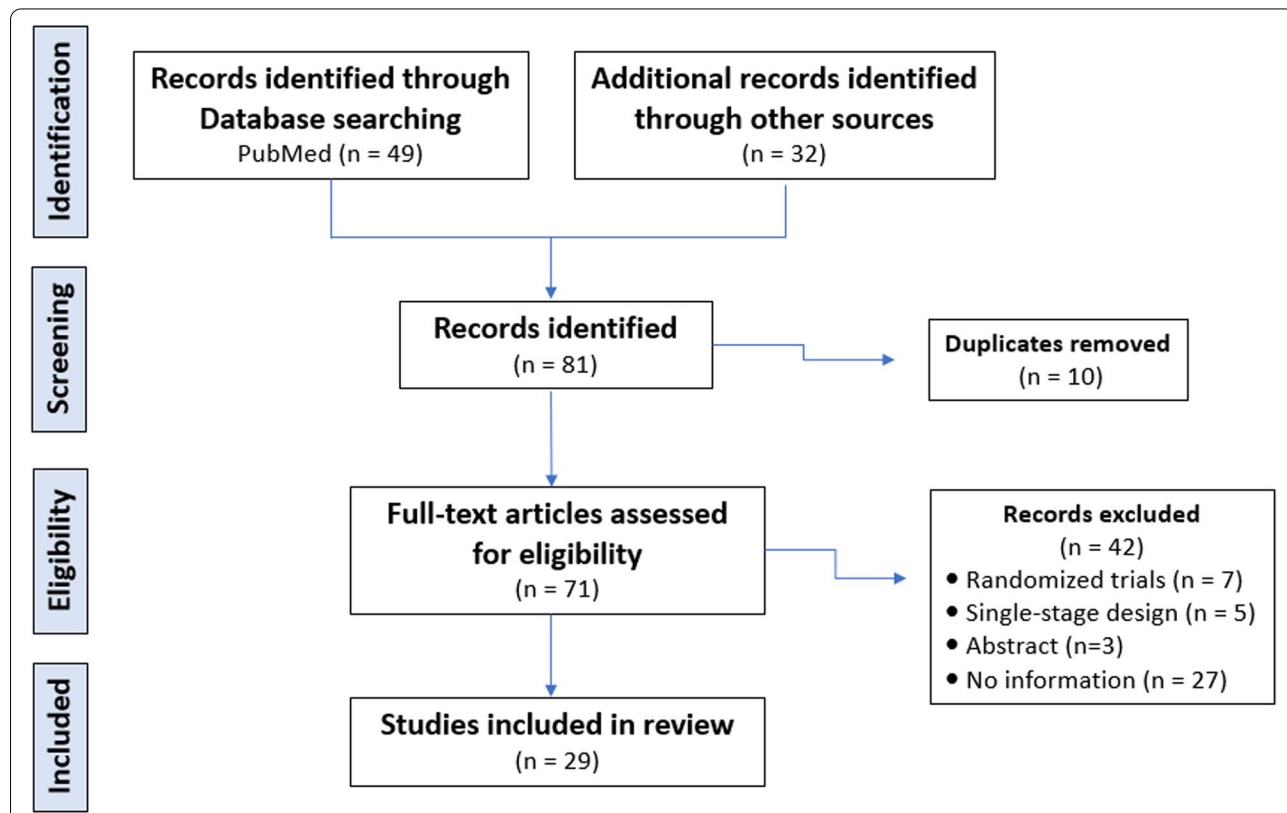 Identification
Records identified through
Database searching
PubMed (n = 49)
Additional records identified
through other sources
(n = 32)
Screening
Records identified
(n = 81)
Duplicates removed
(n = 10)
Eligibility
Full-text articles assessed
for eligibility
(n = 71)
Records excluded
(n = 42)
• Randomized trials (n = 7)
• Single-stage design (n = 5)
• Abstract (n=3)
• No information (n = 27)
Included
Studies included in review
(n = 29)